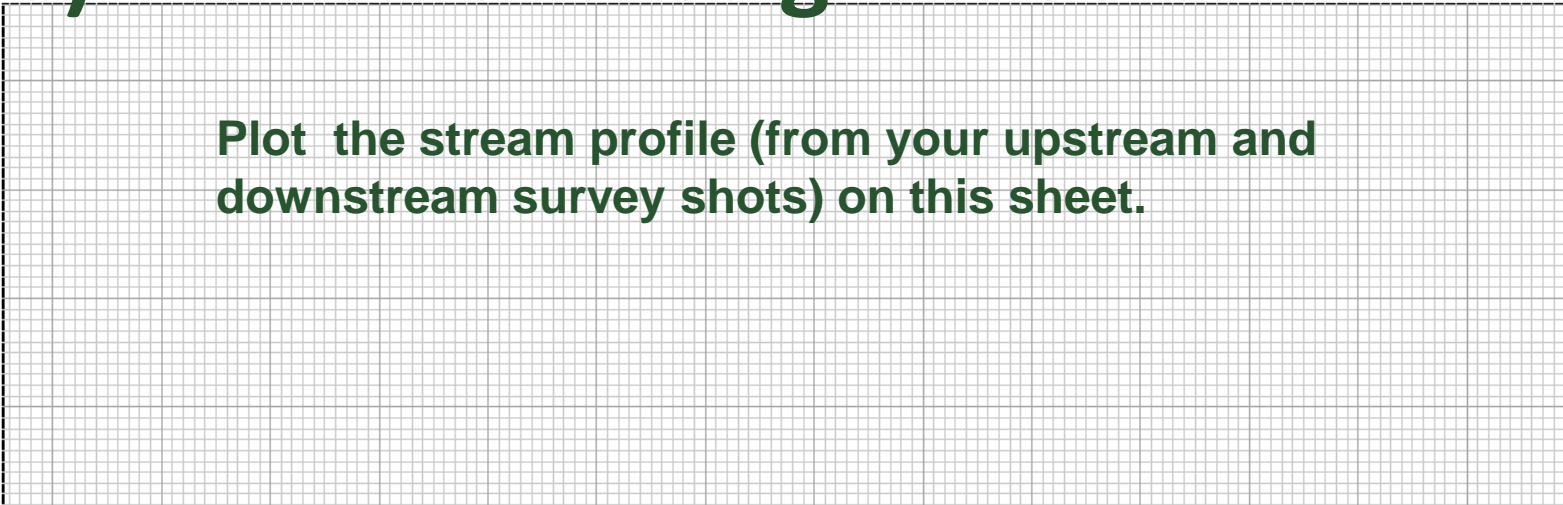 Plot  the stream profile (from your upstream and
downstream survey shots) on this sheet.